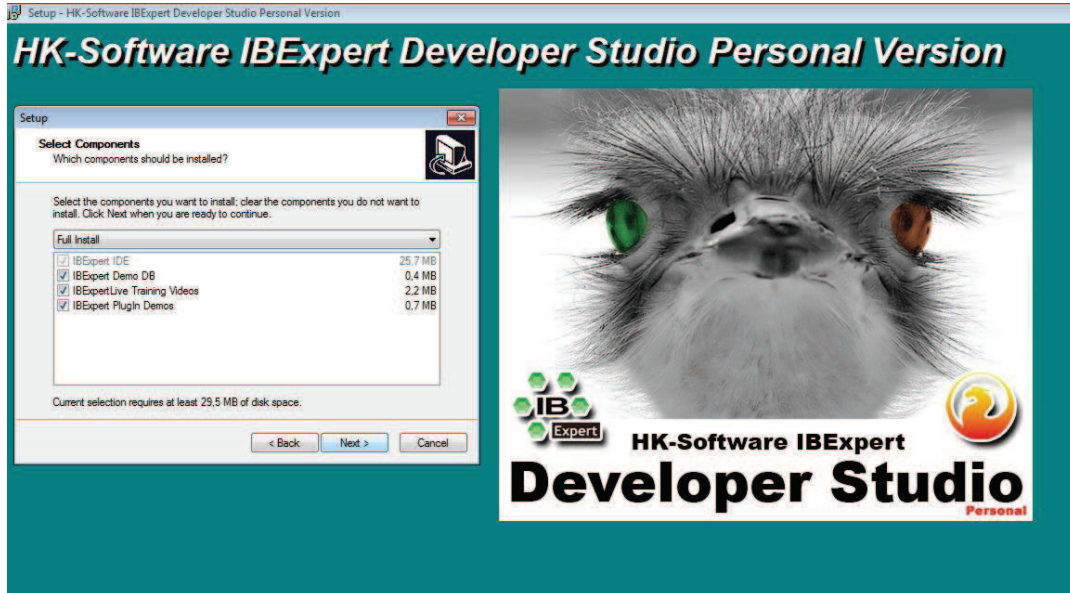 Setup - HK-Software IBExpert Developer Studio Personal Version
HK-Software IBExpert Developer Studio Personal Version
Setup
Select Components
Which components should be installed?
Select the components you want to install; clear the components you do not want to
install. Click Next when you are ready to continue.
Full Install
IBExpert IDE 25,7 MB
IBExpert Demo DB 0,4 MB
IBExpertLive Training Videos 2,2 MB
IBExpert PlugIn Demos 0,7 MB
Current selection requires at least 29,5 MB of disk space.
< Back Next > Cancel
IB
Expert
HK-Software IBExpert
Developer Studio
Personal